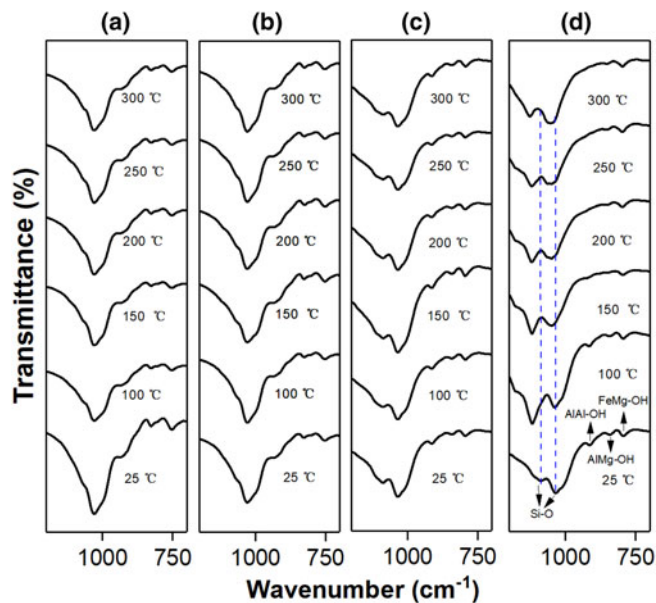 (a) (b) (c) (d)
Transmittance (%)
300 ℃ 300 ℃ 300 ℃ 300 ℃
250 ℃ 250 ℃ 250 ℃ 250 ℃
200 ℃ 200 ℃ 200 ℃ 200 ℃
150 ℃ 150 ℃ 150 ℃ 150 ℃
100 ℃ 100 ℃ 100 ℃ 100 ℃
FeMg-OH
AlAl-OH
AlMg-OH
25 ℃ 25 ℃ 25 ℃ 25 ℃
Si-O
1000 750 1000 750 1000 750 1000 750
Wavenumber (cm⁻¹)